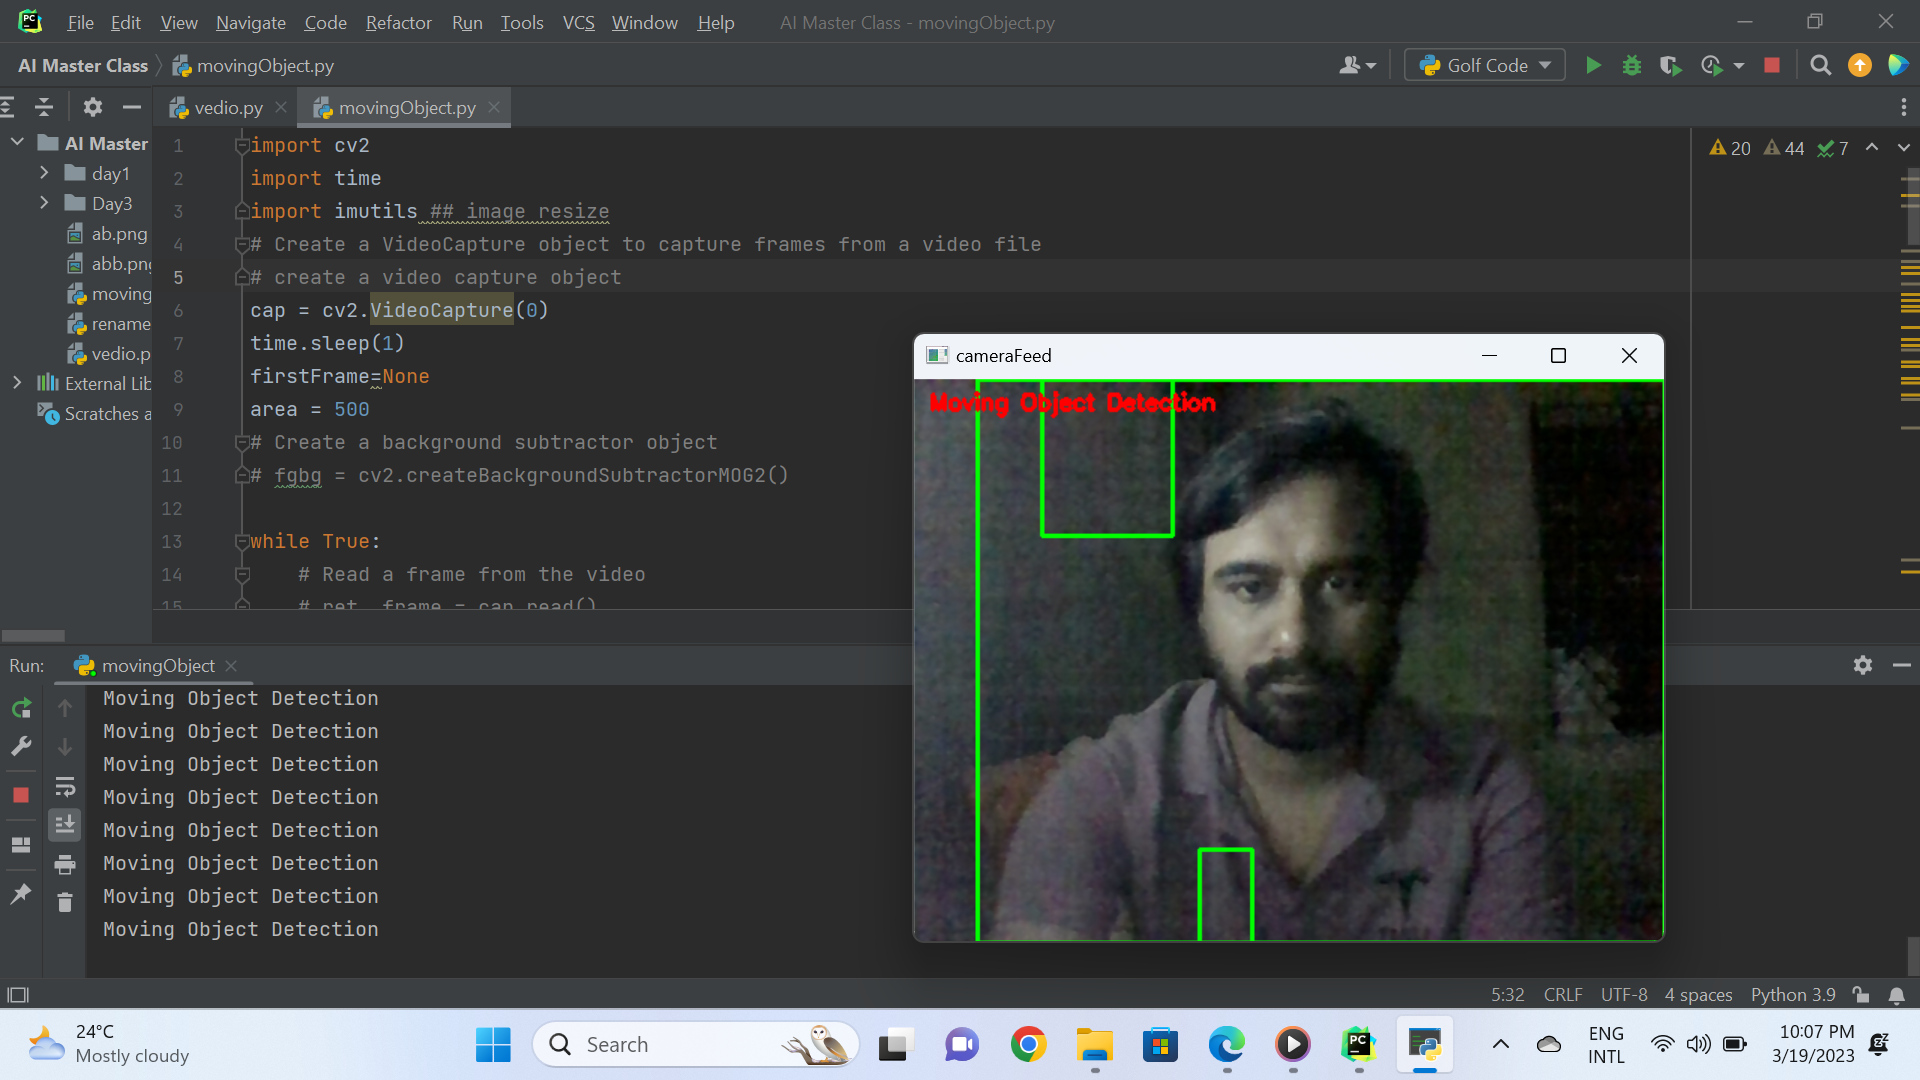 PC File Edit View Navigate Code Refactor Run Tools VCS Window Help AI Master Class - movingObject.py
AI Master Class movingObject.py Golf Code
vedio.py movingObject.py
AI Master
day1
Day3
ab.png
abb.png
moving
rename
vedio.p
External Lib
Scratches a
20 44 7
1 import cv2
2 import time
3 import imutils ## image resize
4 # Create a VideoCapture object to capture frames from a video file
5 # create a video capture object
6 cap = cv2.VideoCapture(0)
7 time.sleep(1)
8 firstFrame=None
9 area = 500
10 # Create a background subtractor object
11 # fgbg = cv2.createBackgroundSubtractorMOG2()
12
13 while True:
14 # Read a frame from the video
15 # ret, frame = cap.read()
cameraFeed
Moving Object Detection
Run: movingObject
Moving Object Detection
Moving Object Detection
Moving Object Detection
Moving Object Detection
Moving Object Detection
Moving Object Detection
Moving Object Detection
Moving Object Detection
5:32 CRLF UTF-8 4 spaces Python 3.9
24°C
Mostly cloudy
Search
PC
ENG
INTL
10:07 PM
3/19/2023